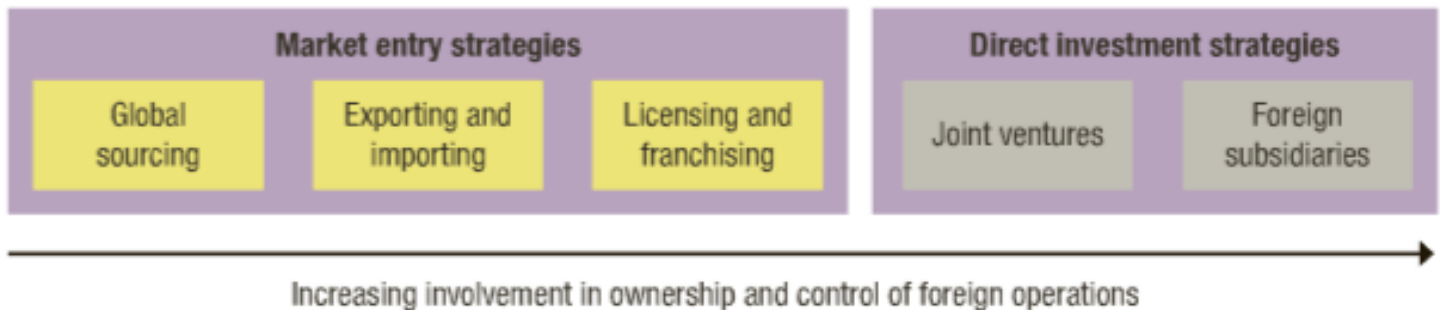 Market entry strategies
Global
sourcing
Exporting and
importing
Licensing and
franchising
Direct investment strategies
Joint ventures
Foreign
subsidiaries
Increasing involvement in ownership and control of foreign operations